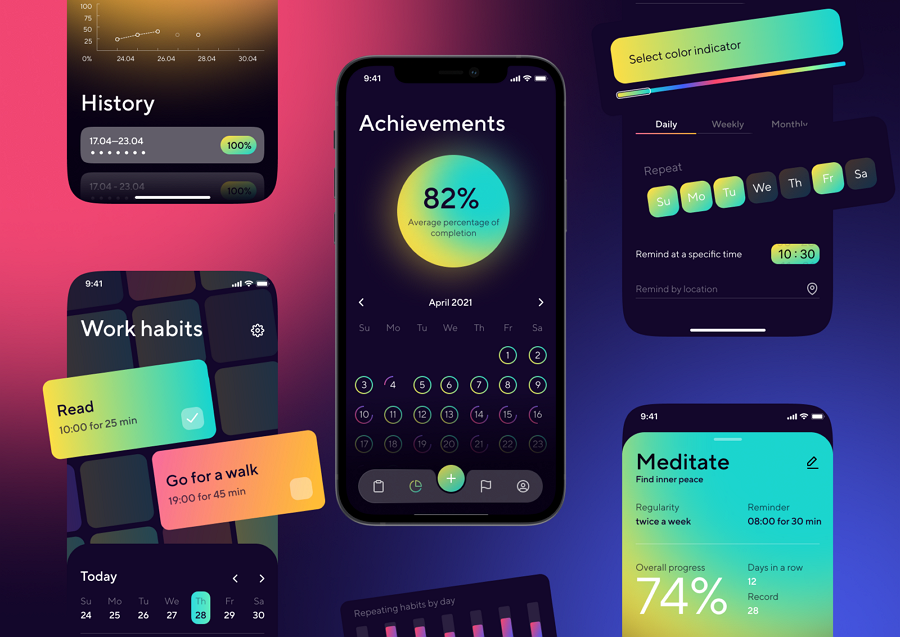 100
75
50
25
0%
24.04 26.04 28.04 30.04
History
17.04—23.04
100%
17.04 - 23.04
100%
9:41
Work habits
Read
10:00 for 25 min
Go for a walk
19:00 for 45 min
Today
Su Mo Tu We Th Fr Sa
24 25 26 27 28 29 30
9:41
Achievements
82%
Average percentage of
completion
April 2021
Su Mo Tu We Th Fr Sa
1 2
3 4 5 6 7 8 9
10 11 12 13 14 15 16
17 18 19 20 21 22 23
Repeating habits by day
Select color indicator
Daily Weekly Monthly
Repeat
Su Mo Tu We Th Fr Sa
Remind at a specific time
10 : 30
Remind by location
9:41
Meditate
Find inner peace
Regularity
twice a week
Reminder
08:00 for 30 min
Overall progress
74%
Days in a row
12
Record
28